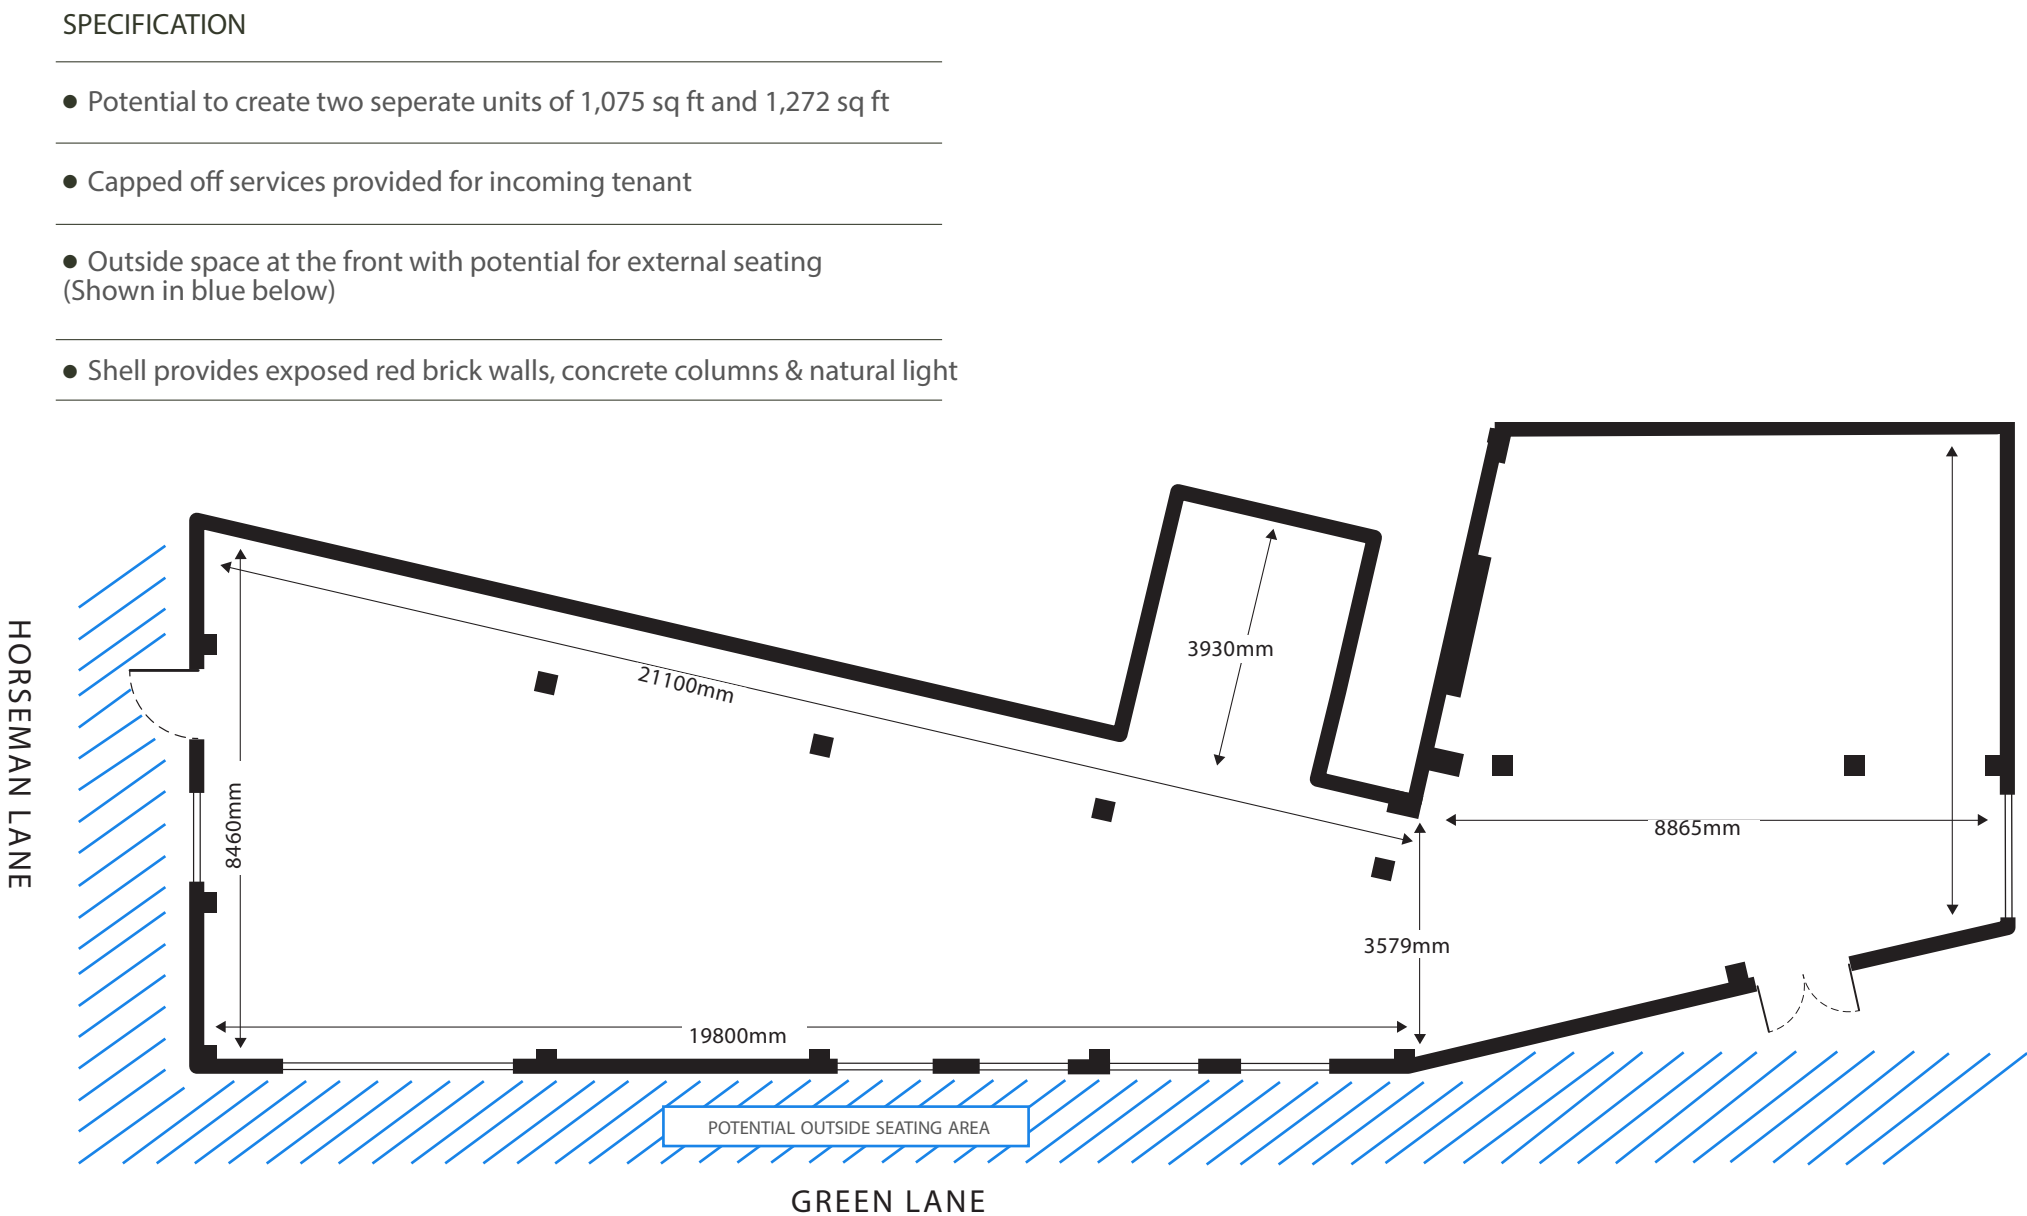 SPECIFICATION
● Potential to create two seperate units of 1,075 sq ft and 1,272 sq ft
● Capped off services provided for incoming tenant
● Outside space at the front with potential for external seating
(Shown in blue below)
● Shell provides exposed red brick walls, concrete columns & natural light
HORSEMAN LANE
3930mm
21100mm
8460mm
8865mm
3579mm
19800mm
POTENTIAL OUTSIDE SEATING AREA
GREEN LANE